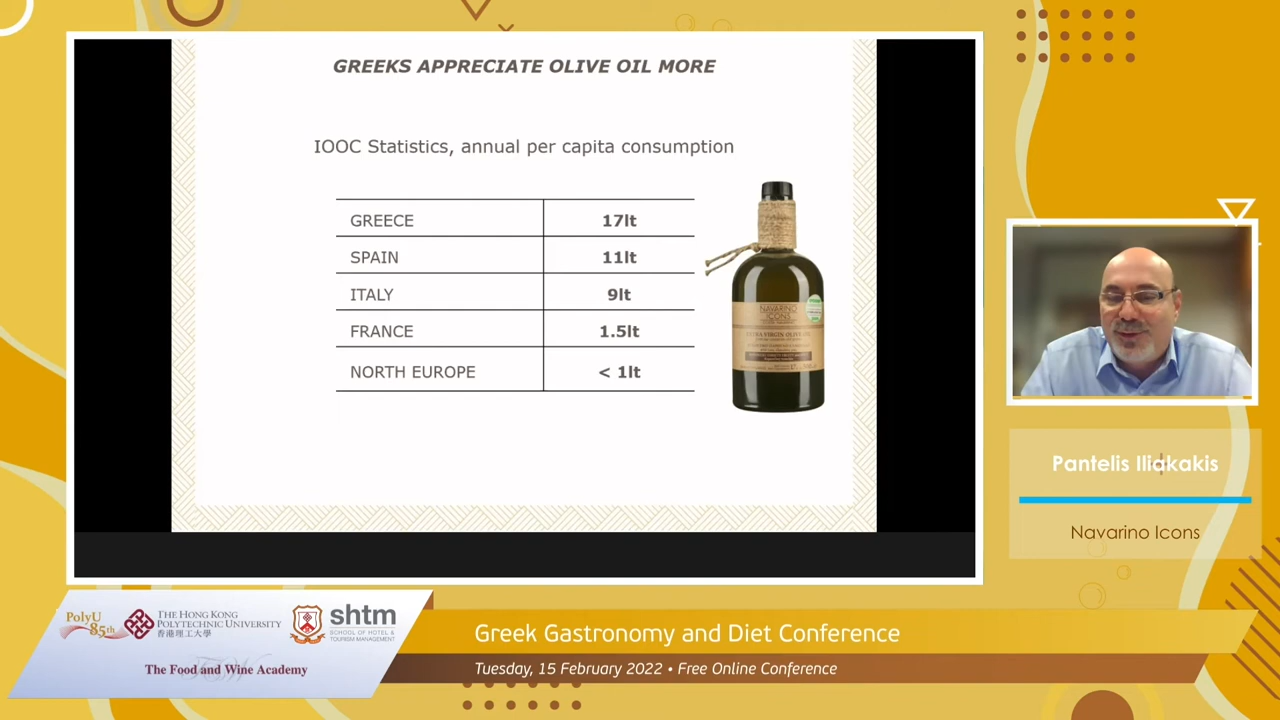 GREEKS APPRECIATE OLIVE OIL MORE
IOOC Statistics, annual per capita consumption
GREECE 17lt
SPAIN 11lt
ITALY 9lt
FRANCE 1.5lt
NORTH EUROPE < 1lt
NAVARINO
ICONS
EXTRA VIRGIN OLIVE OIL
Pantelis Iliakakis
Navarino Icons
PolyU
85th
THE HONG KONG
POLYTECHNIC UNIVERSITY
香港理工大學
shtm
SCHOOL OF HOTEL &
TOURISM MANAGEMENT
The Food and Wine Academy
Greek Gastronomy and Diet Conference
Tuesday, 15 February 2022 • Free Online Conference